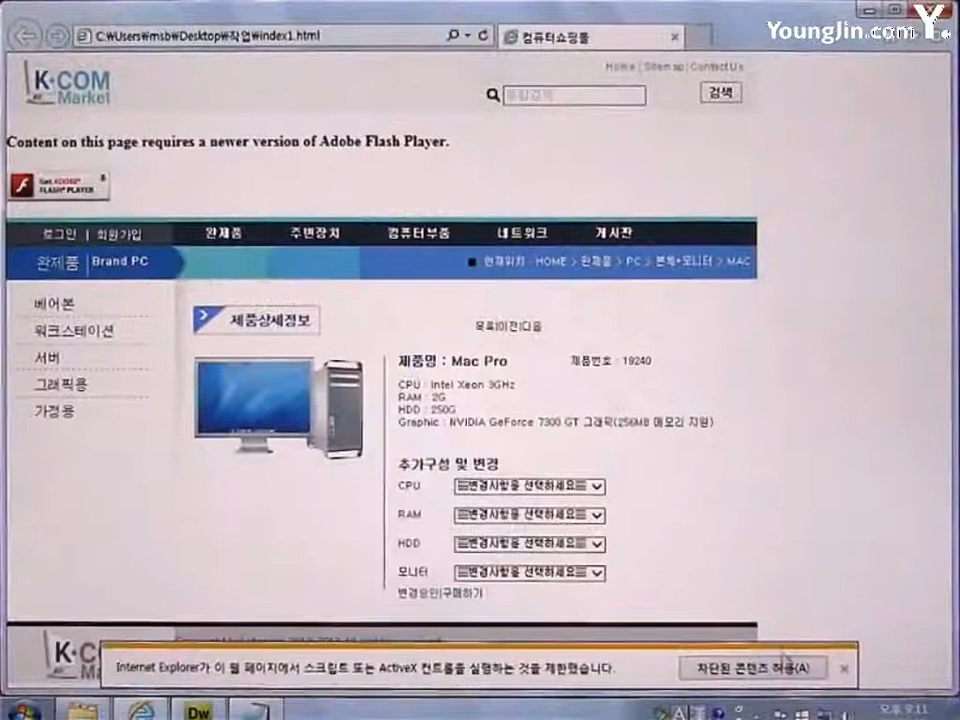 YoungJin.com Y.
C:₩Users₩msb₩Desktop₩작업₩index1.html
컴퓨터쇼핑몰
K·COM
Market
Home | Sitemap | Contact Us
통합검색
검색
Content on this page requires a newer version of Adobe Flash Player.
Get ADOBE®
FLASH® PLAYER
로그인 | 회원가입
완제품
주변장치
컴퓨터부품
네트워크
게시판
완제품 Brand PC
■ 현재위치 : HOME > 완제품 > PC > 본체+모니터 > MAC
베어본
워크스테이션
서버
그래픽용
가정용
제품상세정보
목록|이전|다음
제품명 : Mac Pro
제품번호 : 19240
CPU : Intel Xeon 3GHz
RAM : 2G
HDD : 250G
Graphic : NVIDIA GeForce 7300 GT 그래픽(256MB 메모리 지원)
추가구성 및 변경
CPU
변경사항을 선택하세요
RAM
변경사항을 선택하세요
HDD
변경사항을 선택하세요
모니터
변경사항을 선택하세요
변경승인|구매하기
K·C
Internet Explorer가 이 웹 페이지에서 스크립트 또는 ActiveX 컨트롤을 실행하는 것을 제한했습니다.
차단된 콘텐츠 허용(A)
Dw
오후 9:11